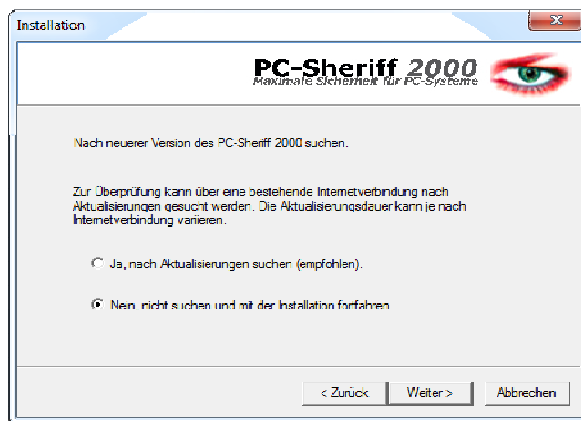 Installation
PC-Sheriff 2000
Maximale Sicherheit für PC-Systeme
Nach neuerer Version des PC-Sheriff 2000 suchen.
Zur Überprüfung kann über eine bestehende Internetverbindung nach
Aktualisierungen gesucht werden. Die Aktualisierungsdauer kann je nach
Internetverbindung variieren.
Ja, nach Aktualisierungen suchen (empfohlen).
Nein, nicht suchen und mit der Installation fortfahren
< Zurück
Weiter >
Abbrechen